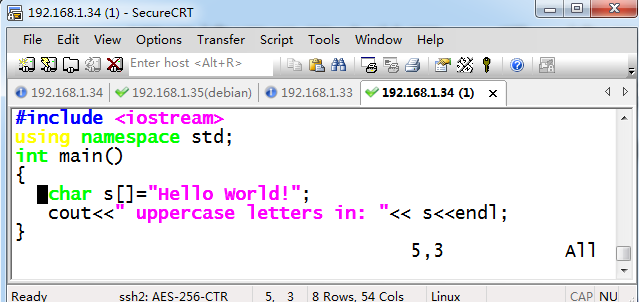 192.168.1.34 (1) - SecureCRT
File Edit View Options Transfer Script Tools Window Help
Enter host <Alt+R>
192.168.1.34 192.168.1.35(debian) 192.168.1.33 192.168.1.34 (1)
#include <iostream>
using namespace std;
int main()
{
char s[]="Hello World!";
cout<<" uppercase letters in: "<< s<<endl;
}
5,3 All
Ready ssh2: AES-256-CTR 5, 3 8 Rows, 54 Cols Linux CAP NU